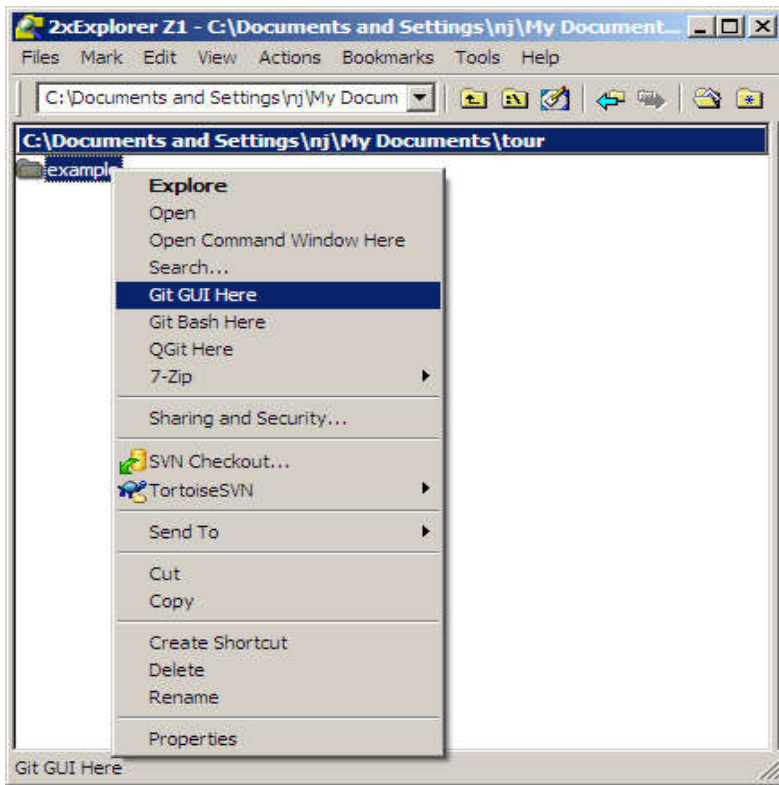 2xExplorer Z1 - C:\Documents and Settings\nj\My Document...
Files Mark Edit View Actions Bookmarks Tools Help
C:\Documents and Settings\nj\My Docum
C:\Documents and Settings\nj\My Documents\tour
example
Explore
Open
Open Command Window Here
Search...
Git GUI Here
Git Bash Here
QGit Here
7-Zip
Sharing and Security...
SVN Checkout...
TortoiseSVN
Send To
Cut
Copy
Create Shortcut
Delete
Rename
Properties
Git GUI Here